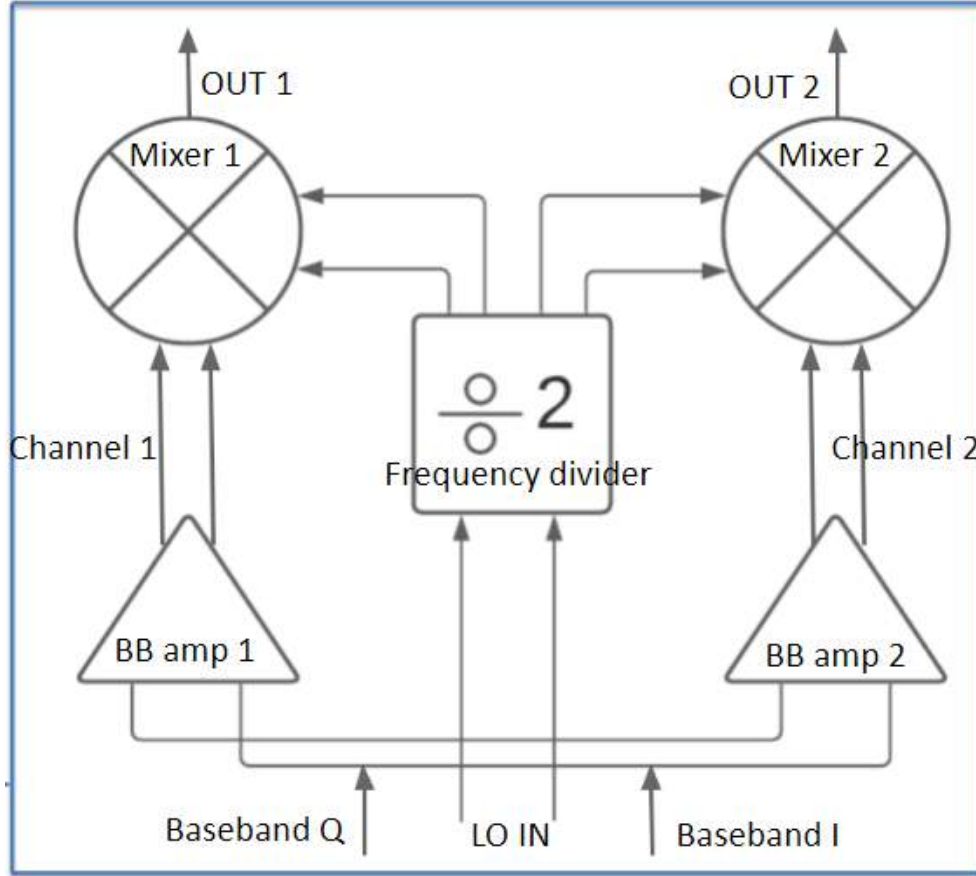 OUT 1
OUT 2
Mixer 1
Mixer 2
÷ 2
Frequency divider
Channel 1
Channel 2
BB amp 1
BB amp 2
Baseband Q
LO IN
Baseband I